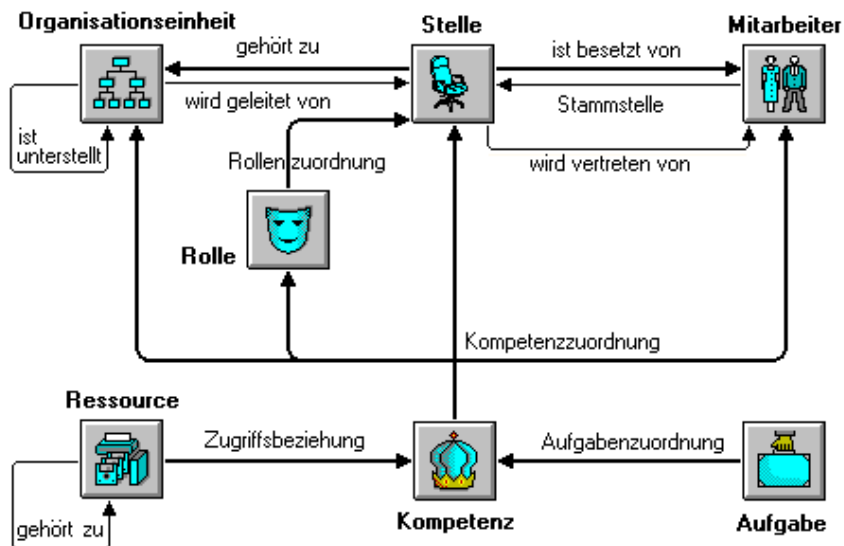 Organisationseinheit
Stelle
Mitarbeiter
gehört zu
ist besetzt von
wird geleitet von
Stammstelle
ist
unterstellt
Rollenzuordnung
wird vertreten von
Rolle
Kompetenzzuordnung
Ressource
Zugriffsbeziehung
Aufgabenzuordnung
gehört zu
Kompetenz
Aufgabe